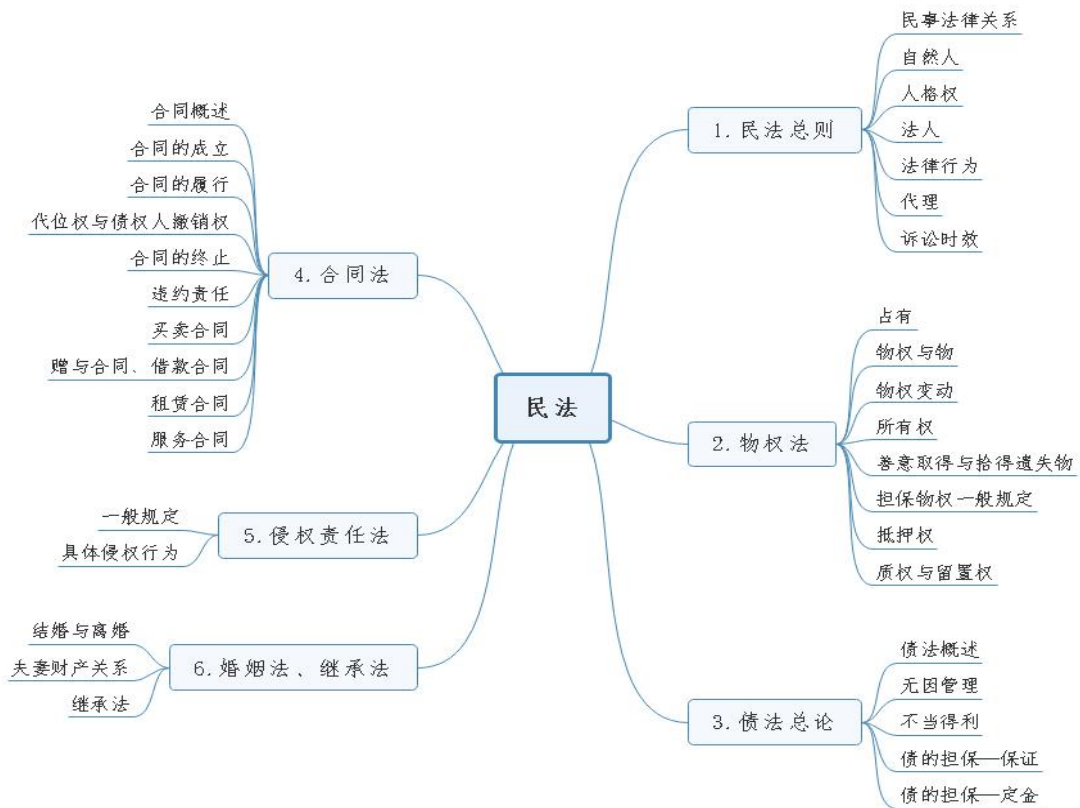 民法
1. 民法总则
民事法律关系
自然人
人格权
法人
法律行为
代理
诉讼时效
2. 物权法
占有
物权与物
物权变动
所有权
善意取得与拾得遗失物
担保物权一般规定
抵押权
质权与留置权
3. 债法总论
债法概述
无因管理
不当得利
债的担保—保证
债的担保—定金
4. 合同法
合同概述
合同的成立
合同的履行
代位权与债权人撤销权
合同的终止
违约责任
买卖合同
赠与合同、借款合同
租赁合同
服务合同
5. 侵权责任法
一般规定
具体侵权行为
6. 婚姻法、继承法
结婚与离婚
夫妻财产关系
继承法